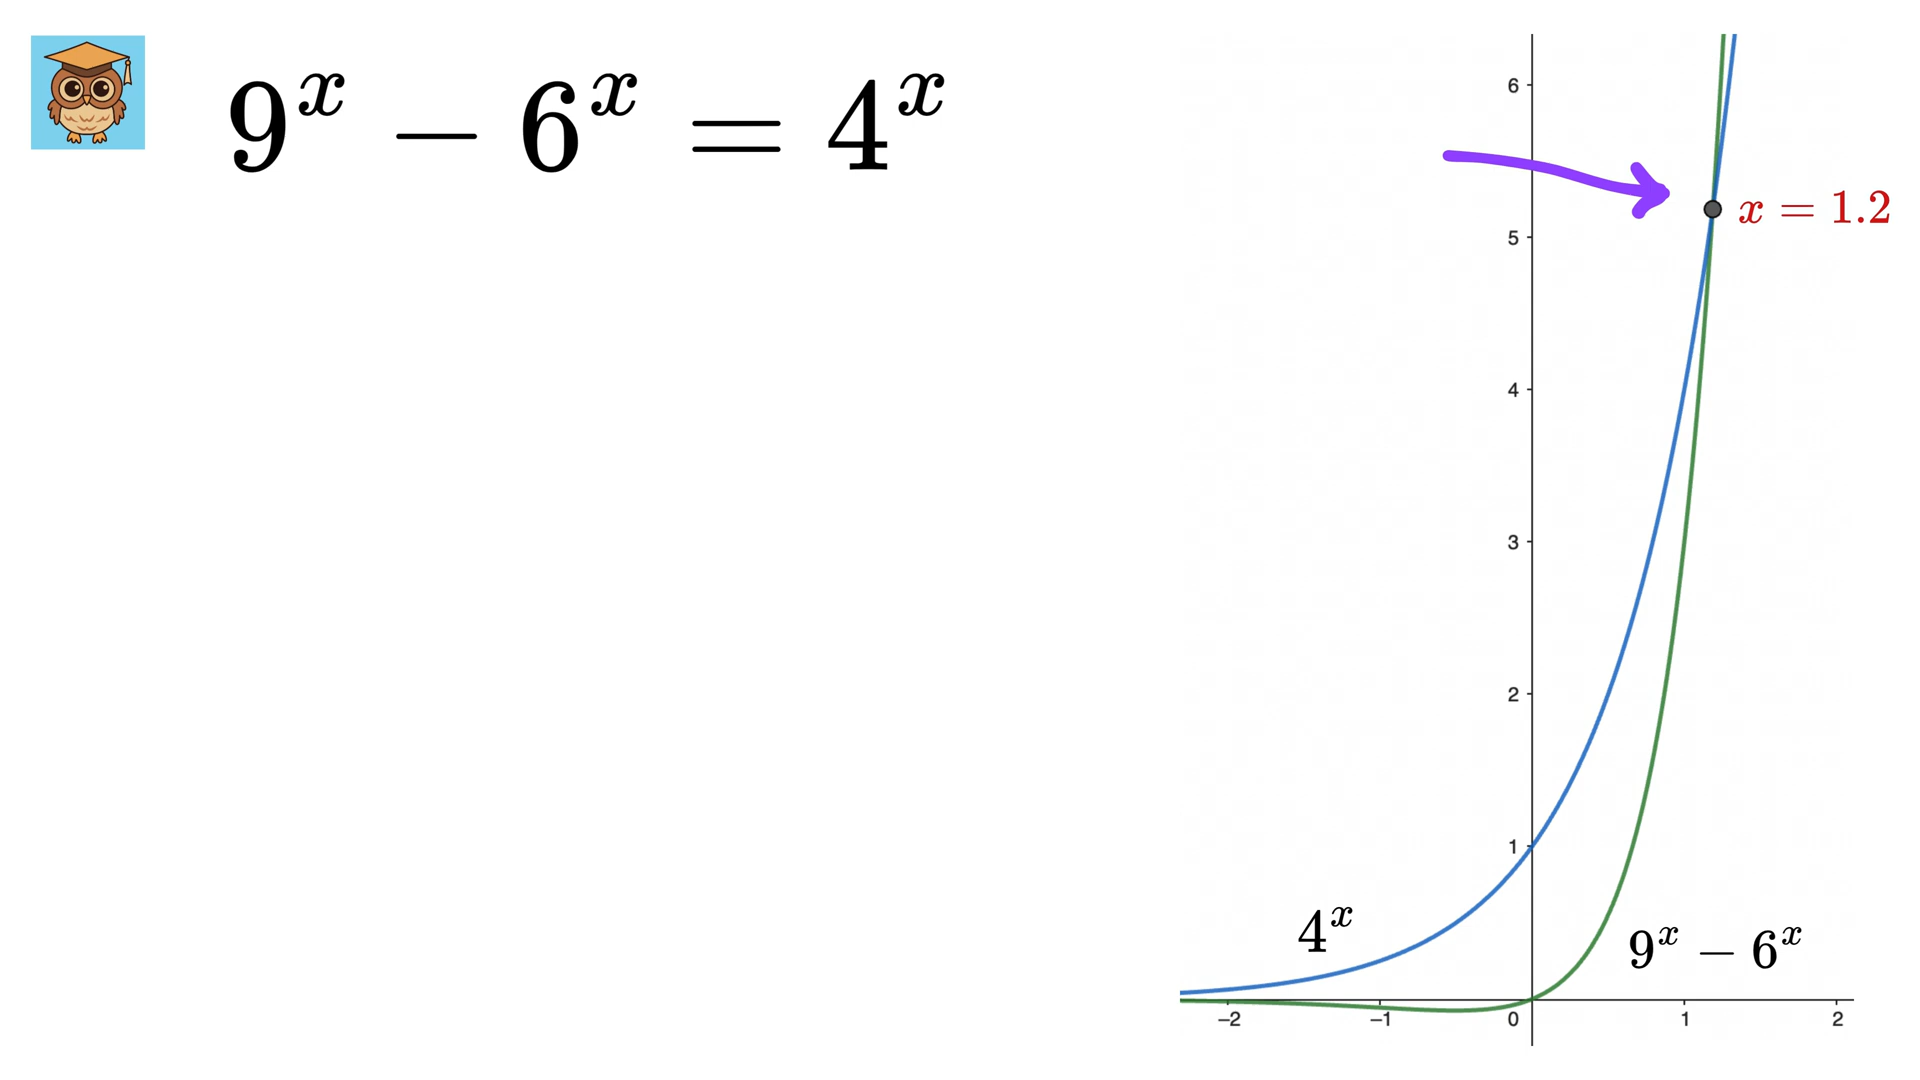 9^x − 6^x = 4^x
6
x = 1.2
5
4
3
2
1
4^x
9^x − 6^x
−2 −1 0 1 2